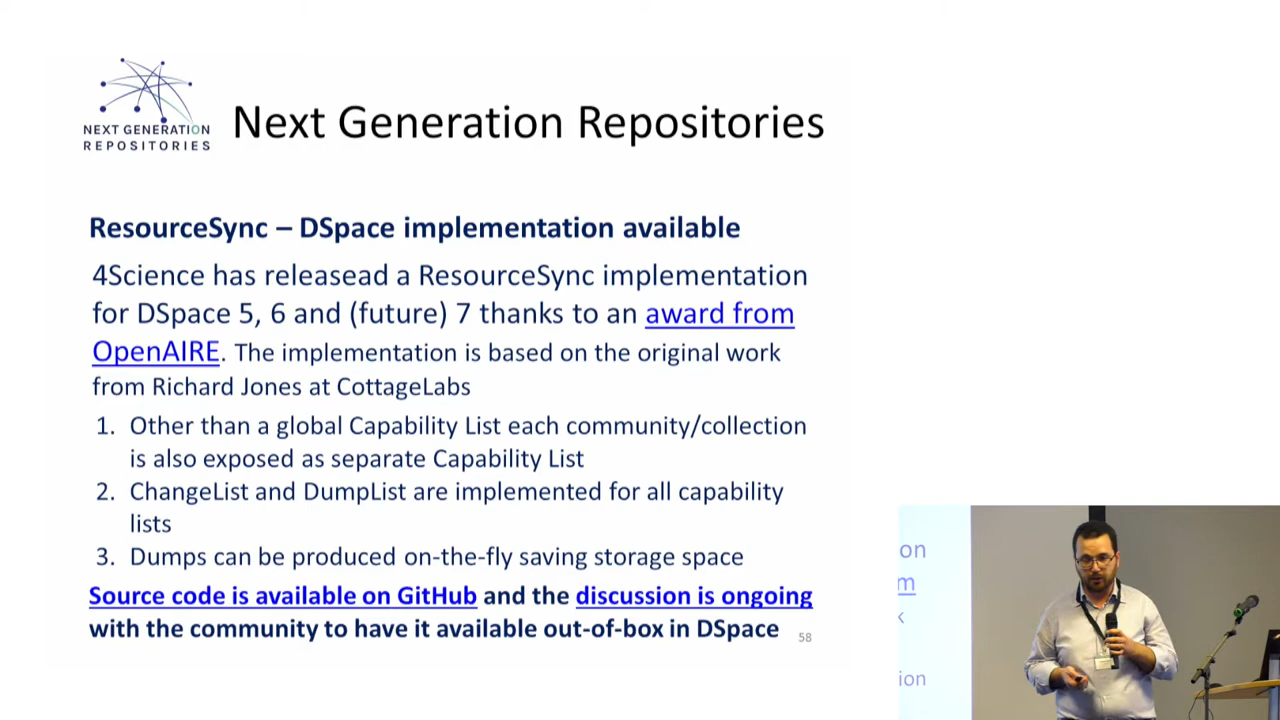 NEXT GENERATION
REPOSITORIES
Next Generation Repositories
ResourceSync – DSpace implementation available
4Science has releasead a ResourceSync implementation
for DSpace 5, 6 and (future) 7 thanks to an award from
OpenAIRE. The implementation is based on the original work
from Richard Jones at CottageLabs
1. Other than a global Capability List each community/collection
is also exposed as separate Capability List
2. ChangeList and DumpList are implemented for all capability
lists
3. Dumps can be produced on-the-fly saving storage space
Source code is available on GitHub and the discussion is ongoing
with the community to have it available out-of-box in DSpace
58
on
m
k
ion